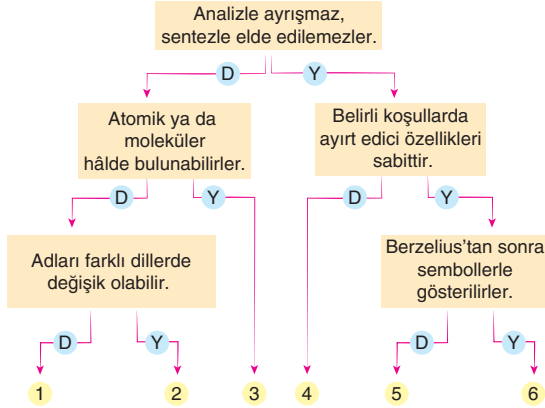 Analizle ayrışmaz,
sentezle elde edilemezler.
D
Y
Atomik ya da
moleküler
hâlde bulunabilirler.
Belirli koşullarda
ayırt edici özellikleri
sabittir.
D
Y
D
Y
Adları farklı dillerde
değişik olabilir.
Berzelius’tan sonra
sembollerle
gösterilirler.
D
Y
D
Y
1
2
3
4
5
6